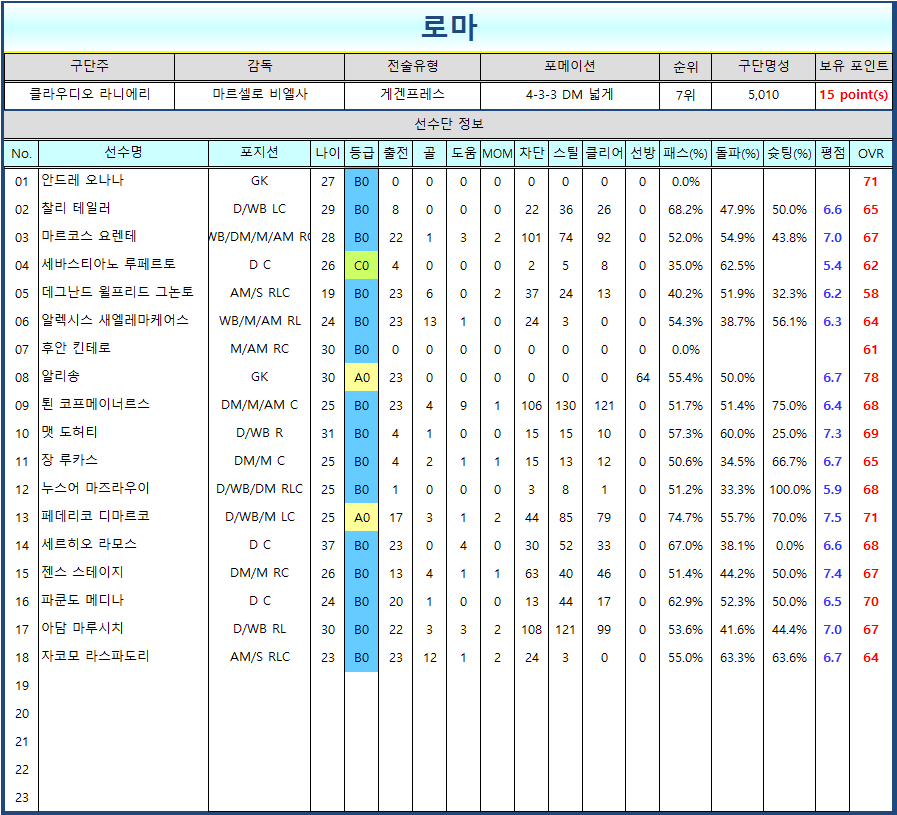 로마
구단주 감독 전술유형 포메이션 순위 구단명성 보유 포인트
클라우디오 라니에리 마르셀로 비엘사 게겐프레스 4-3-3 DM 넓게 7위 5,010 15 point(s)
선수단 정보
No. 선수명 포지션 나이 등급 출전 골 도움 MOM 차단 스틸 클리어 선방 패스(%) 돌파(%) 슛팅(%) 평점 OVR
01 안드레 오나나 GK 27 B0 0 0 0 0 0 0 0 0 0.0% 71
02 찰리 테일러 D/WB LC 29 B0 8 0 0 0 22 36 26 0 68.2% 47.9% 50.0% 6.6 65
03 마르코스 요렌테 WB/DM/M/AM RC 28 B0 22 1 3 2 101 74 92 0 52.0% 54.9% 43.8% 7.0 67
04 세바스티아노 루페르토 D C 26 C0 4 0 0 0 2 5 8 0 35.0% 62.5% 5.4 62
05 데그난드 윌프리드 그논토 AM/S RLC 19 B0 23 6 0 2 37 24 13 0 40.2% 51.9% 32.3% 6.2 58
06 알렉시스 새엘레마케어스 WB/M/AM RL 24 B0 23 13 1 0 24 3 0 0 54.3% 38.7% 56.1% 6.3 64
07 후안 킨테로 M/AM RC 30 B0 0 0 0 0 0 0 0 0 0.0% 61
08 알리송 GK 30 A0 23 0 0 0 0 0 0 64 55.4% 50.0% 6.7 78
09 퇸 코프메이너르스 DM/M/AM C 25 B0 23 4 9 1 106 130 121 0 51.7% 51.4% 75.0% 6.4 68
10 맷 도허티 D/WB R 31 B0 4 1 0 0 15 15 10 0 57.3% 60.0% 25.0% 7.3 69
11 장 루카스 DM/M C 25 B0 4 2 1 1 15 13 12 0 50.6% 34.5% 66.7% 6.7 65
12 누스어 마즈라우이 D/WB/DM RLC 25 B0 1 0 0 0 3 8 1 0 51.2% 33.3% 100.0% 5.9 68
13 페데리코 디마르코 D/WB/M LC 25 A0 17 3 1 2 44 85 79 0 74.7% 55.7% 70.0% 7.5 71
14 세르히오 라모스 D C 37 B0 23 0 4 0 30 52 33 0 67.0% 38.1% 0.0% 6.6 68
15 젠스 스테이지 DM/M RC 26 B0 13 4 1 1 63 40 46 0 51.4% 44.2% 50.0% 7.4 67
16 파쿤도 메디나 D C 24 B0 20 1 0 0 13 44 17 0 62.9% 52.3% 50.0% 6.5 70
17 아담 마루시치 D/WB RL 30 B0 22 3 3 2 108 121 99 0 53.6% 41.6% 44.4% 7.0 67
18 자코모 라스파도리 AM/S RLC 23 B0 23 12 1 2 24 3 0 0 55.0% 63.3% 63.6% 6.7 64
19
20
21
22
23